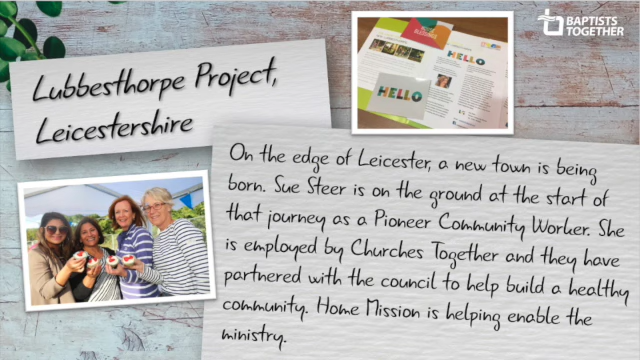 BAPTISTS
TOGETHER
Lubbesthorpe Project,
Leicestershire
HELLO
HELLO
On the edge of Leicester, a new town is being
born. Sue Steer is on the ground at the start of
that journey as a Pioneer Community Worker. She
is employed by Churches Together and they have
partnered with the council to help build a healthy
community. Home Mission is helping enable the
ministry.